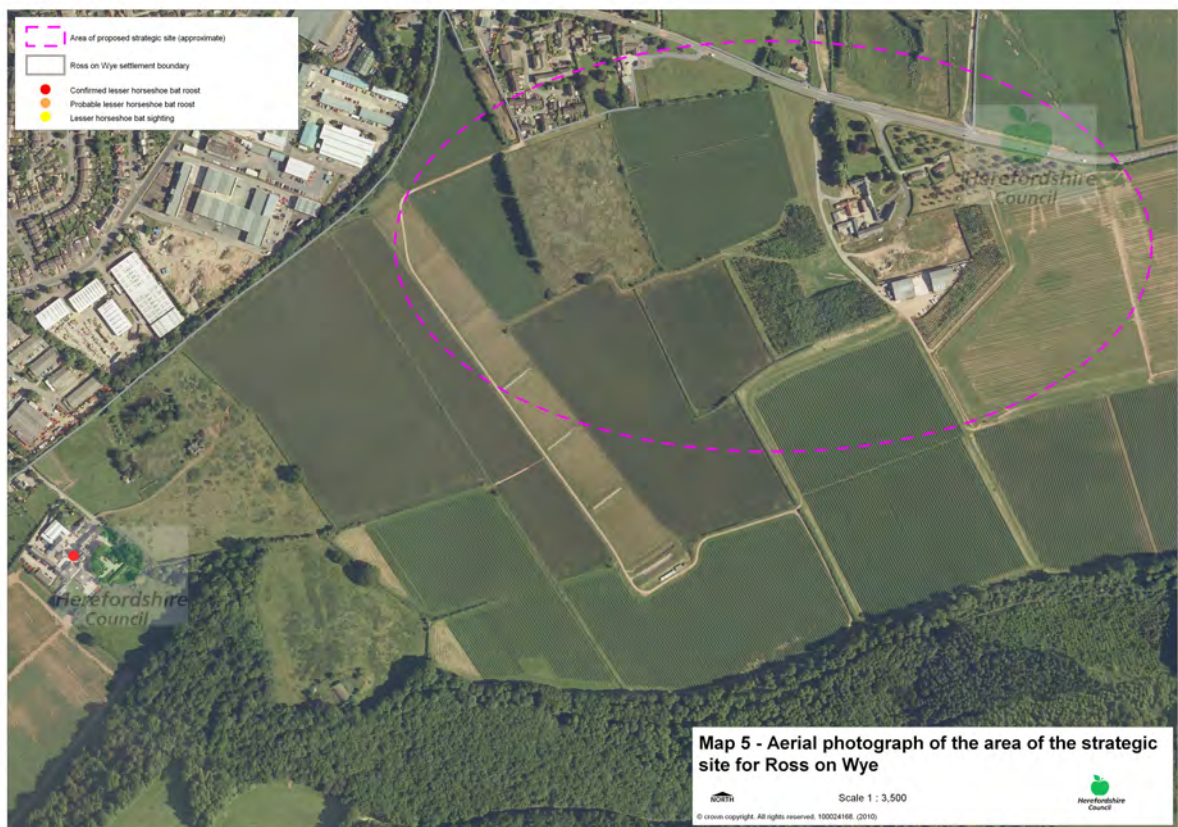 Area of proposed strategic site (approximate)
Ross on Wye settlement boundary
Confirmed lesser horseshoe bat roost
Probable lesser horseshoe bat roost
Lesser horseshoe bat sighting
Herefordshire
Council
Herefordshire
Council
Map 5 - Aerial photograph of the area of the strategic
site for Ross on Wye
NORTH
Scale 1 : 3,500
Herefordshire
Council
© crown copyright. All rights reserved. 100024168. (2010)